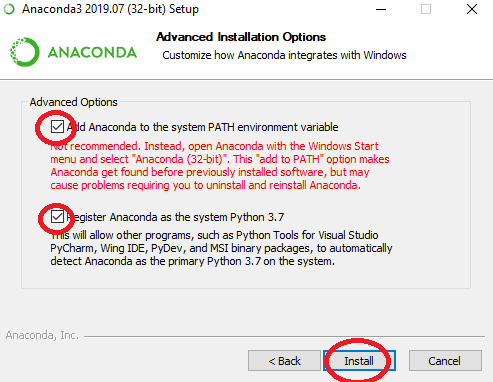 Anaconda3 2019.07 (32-bit) Setup
ANACONDA
Advanced Installation Options
Customize how Anaconda integrates with Windows
Advanced Options
Add Anaconda to the system PATH environment variable
Not recommended. Instead, open Anaconda with the Windows Start
menu and select "Anaconda (32-bit)". This "add to PATH" option makes
Anaconda get found before previously installed software, but may
cause problems requiring you to uninstall and reinstall Anaconda.
Register Anaconda as the system Python 3.7
This will allow other programs, such as Python Tools for Visual Studio
PyCharm, Wing IDE, PyDev, and MSI binary packages, to automatically
detect Anaconda as the primary Python 3.7 on the system.
Anaconda, Inc.
< Back
Install
Cancel